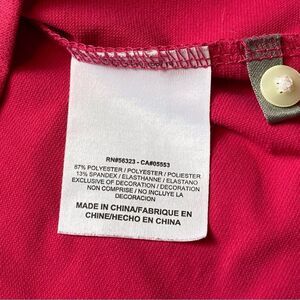 RN#56323 - CA#05553
87% POLYESTER / POLYESTER / POLIESTER
13% SPANDEX / ELASTHANNE / ELASTANO
EXCLUSIVE OF DECORATION / DECORATION
NON COMPRISE / NO INCLUYE LA
DECORACION
MADE IN CHINA/FABRIQUE EN
CHINE/HECHO EN CHINA